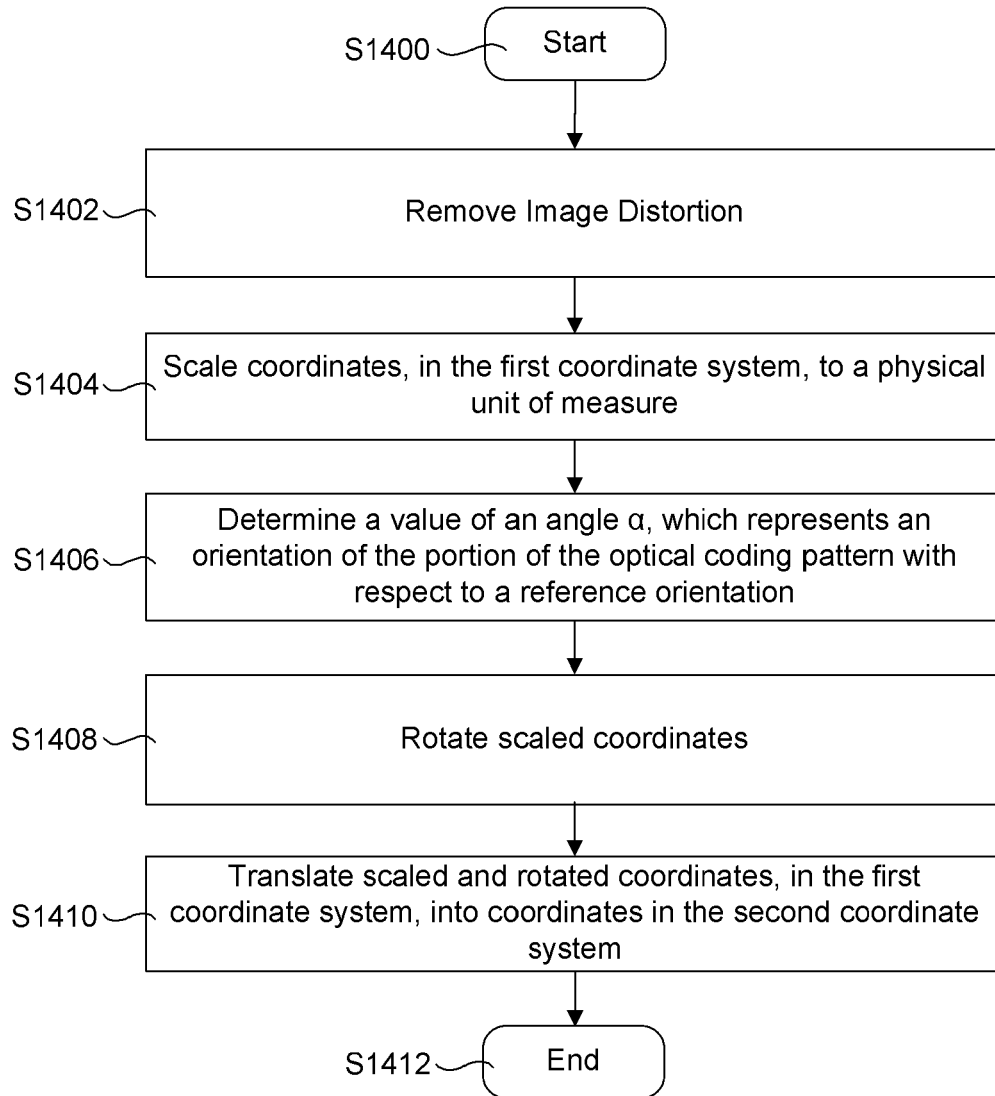 S1400
Start
S1402
Remove Image Distortion
S1404
Scale coordinates, in the first coordinate system, to a physical
unit of measure
S1406
Determine a value of an angle α, which represents an
orientation of the portion of the optical coding pattern with
respect to a reference orientation
S1408
Rotate scaled coordinates
S1410
Translate scaled and rotated coordinates, in the first
coordinate system, into coordinates in the second coordinate
system
S1412
End